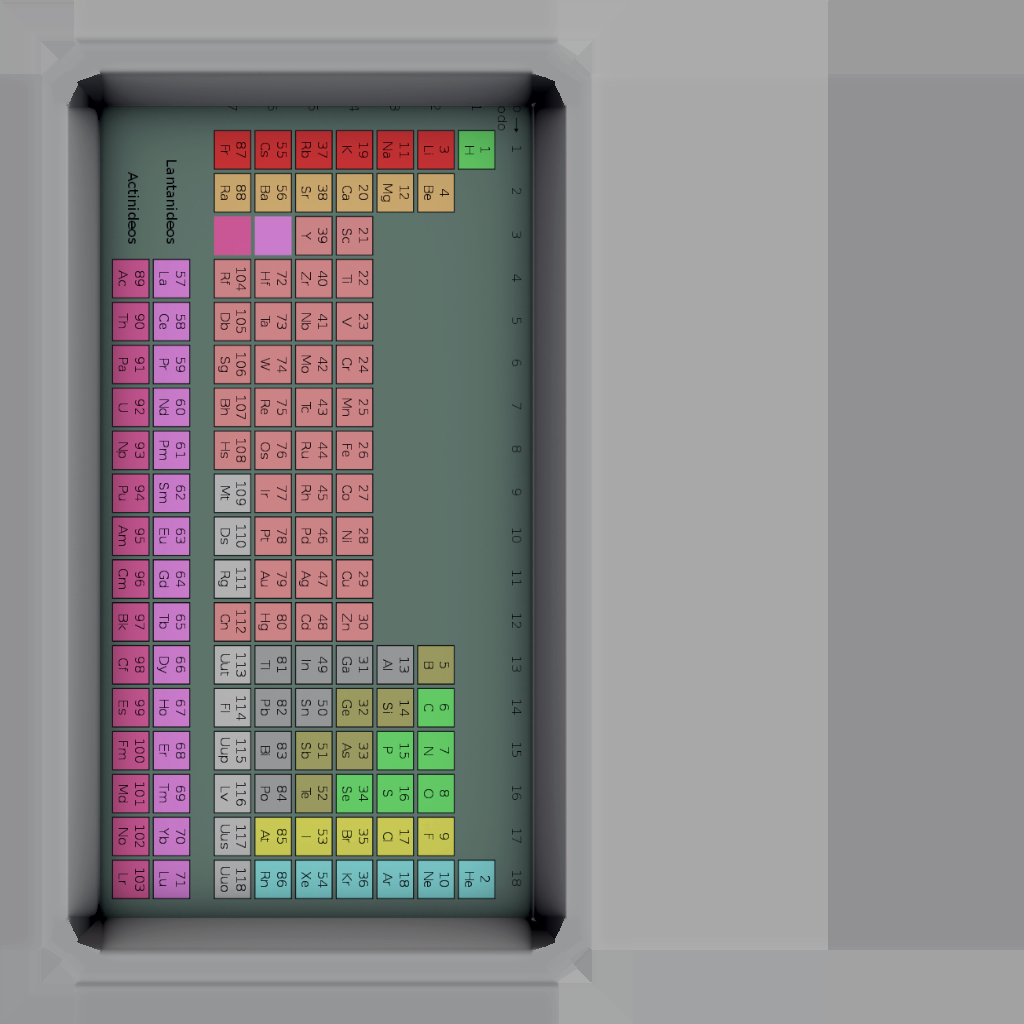 1 2 3 4 5 6 7 8 9 10 11 12 13 14 15 16 17 18
1 2
H He
3 4 5 6 7 8 9 10
Li Be B C N O F Ne
11 12 13 14 15 16 17 18
Na Mg Al Si P S Cl Ar
19 20 21 22 23 24 25 26 27 28 29 30 31 32 33 34 35 36
K Ca Sc Ti V Cr Mn Fe Co Ni Cu Zn Ga Ge As Se Br Kr
37 38 39 40 41 42 43 44 45 46 47 48 49 50 51 52 53 54
Rb Sr Y Zr Nb Mo Tc Ru Rh Pd Ag Cd In Sn Sb Te I Xe
55 56 72 73 74 75 76 77 78 79 80 81 82 83 84 85 86
Cs Ba Hf Ta W Re Os Ir Pt Au Hg Tl Pb Bi Po At Rn
87 88 104 105 106 107 108 109 110 111 112 113 114 115 116 117 118
Fr Ra Rf Db Sg Bh Hs Mt Ds Rg Cn Uut Fl Uup Lv Uus Uuo
57 58 59 60 61 62 63 64 65 66 67 68 69 70 71
Lantanideos La Ce Pr Nd Pm Sm Eu Gd Tb Dy Ho Er Tm Yb Lu
89 90 91 92 93 94 95 96 97 98 99 100 101 102 103
Actinideos Ac Th Pa U Np Pu Am Cm Bk Cf Es Fm Md No Lr